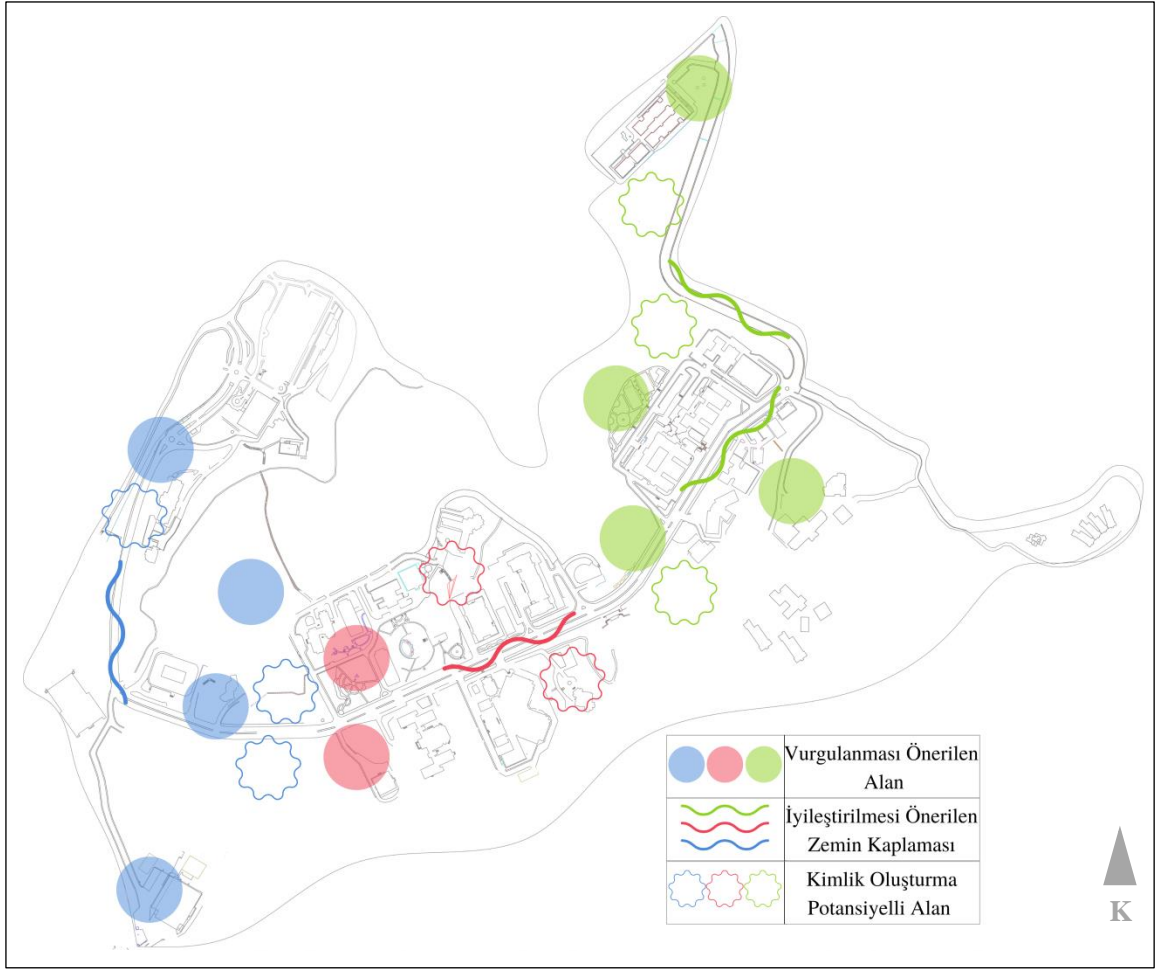 Vurgulanması Önerilen
Alan
İyileştirilmesi Önerilen
Zemin Kaplaması
Kimlik Oluşturma
Potansiyelli Alan
K